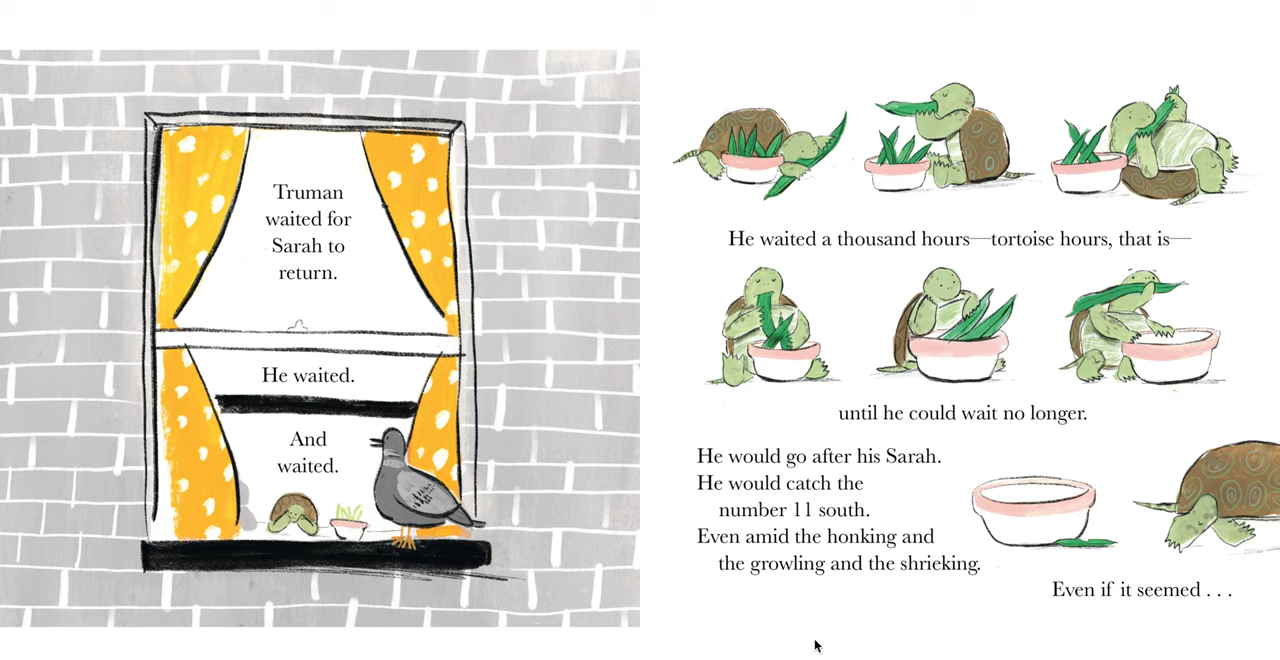 Truman
waited for
Sarah to
return.
He waited.
And
waited.
He waited a thousand hours—tortoise hours, that is—
until he could wait no longer.
He would go after his Sarah.
He would catch the
number 11 south.
Even amid the honking and
the growling and the shrieking.
Even if it seemed . . .